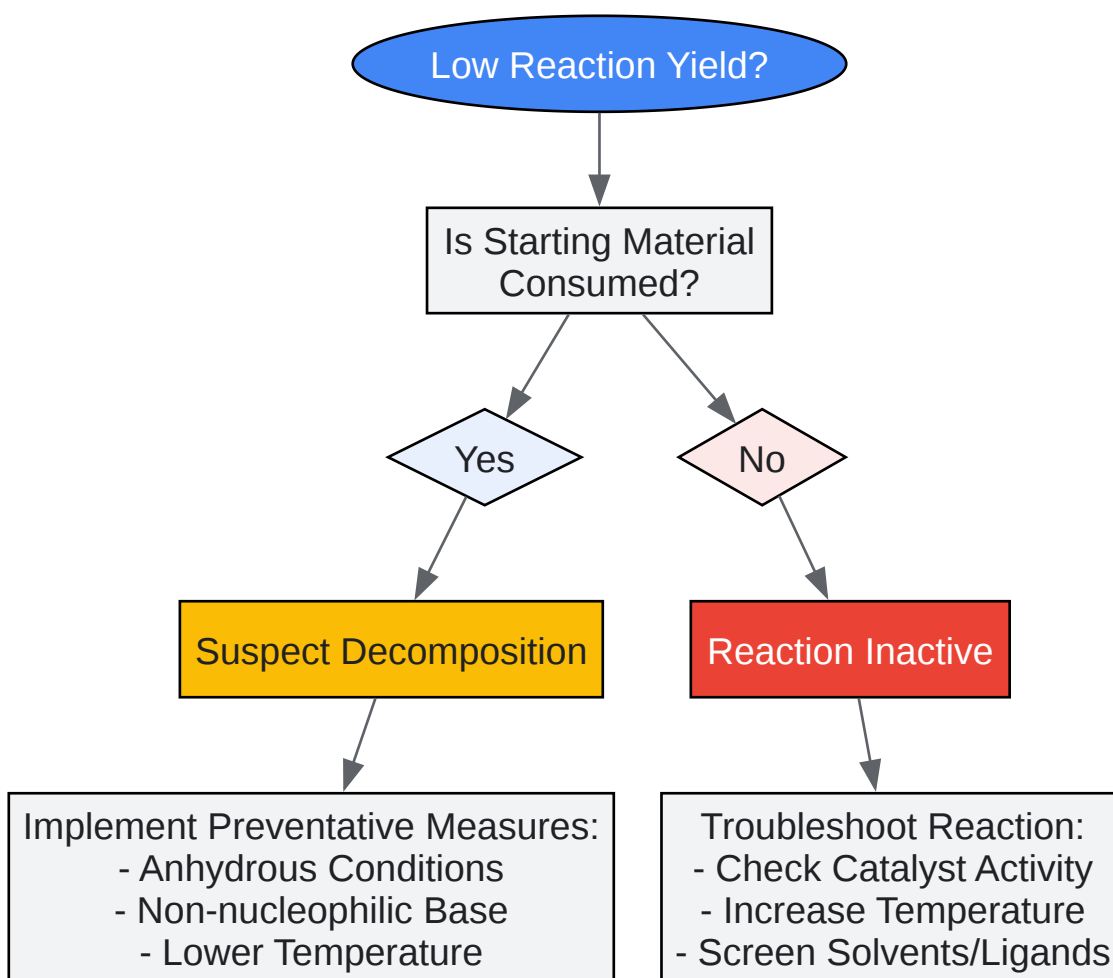 Low Reaction Yield?
Is Starting Material
Consumed?
Yes
No
Suspect Decomposition
Reaction Inactive
Implement Preventative Measures:
- Anhydrous Conditions
- Non-nucleophilic Base
- Lower Temperature
Troubleshoot Reaction:
- Check Catalyst Activity
- Increase Temperature
- Screen Solvents/Ligands